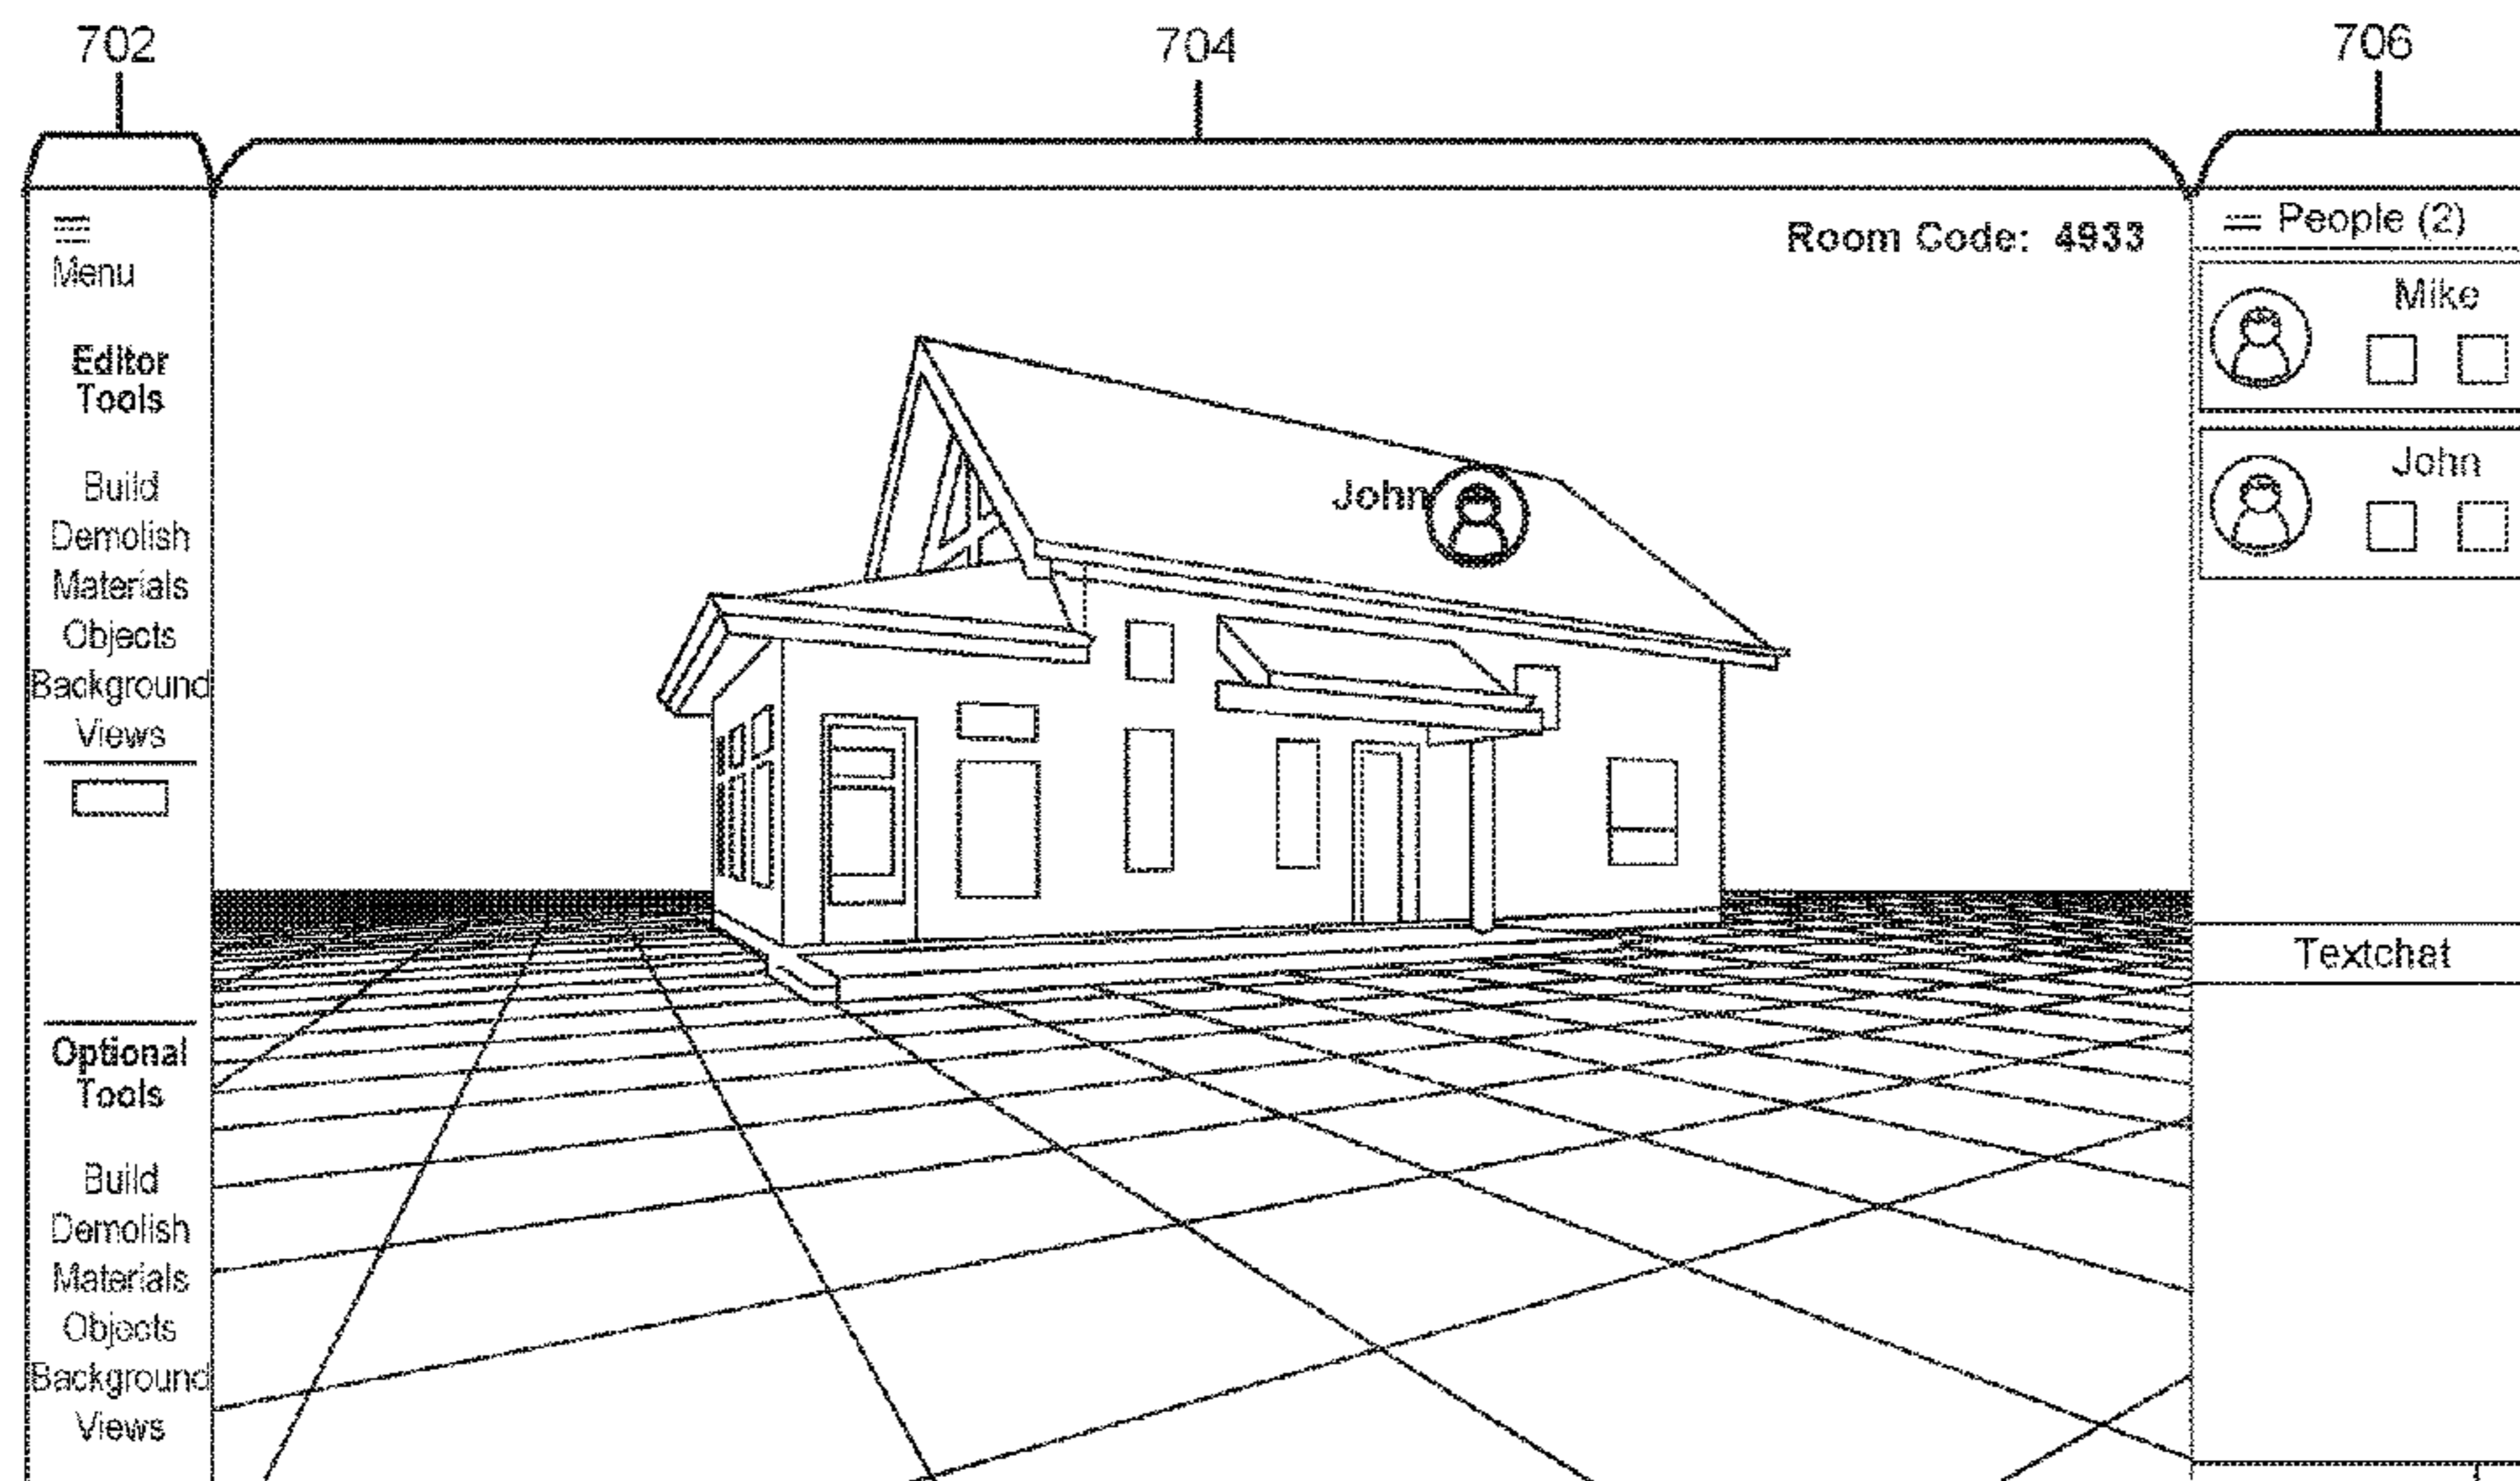 702
704
706
Menu
Editor
Tools
Build
Demolish
Materials
Objects
Background
Views
Optional
Tools
Build
Demolish
Materials
Objects
Background
Views
Room Code: 4933
John
People (2)
Mike
John
Textchat